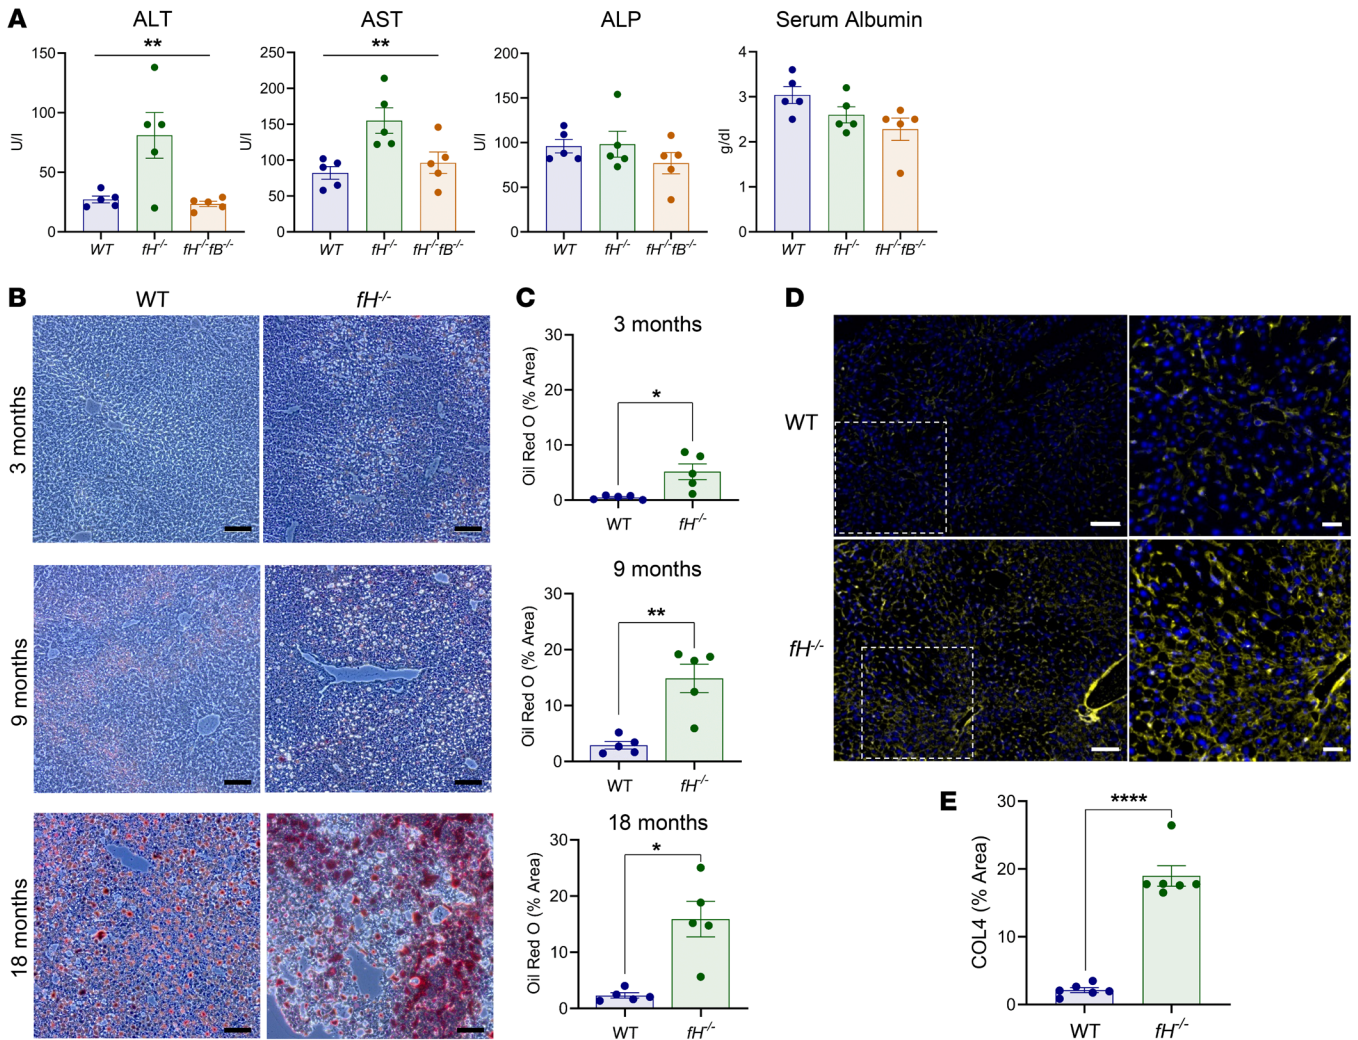 A
ALT
AST
ALP
Serum Albumin
**
**
U/l
150
100
50
0
WT
fH-/-
fH-/-fB-/-
U/l
250
200
150
100
50
0
WT
fH-/-
fH-/-fB-/-
U/l
200
150
100
50
0
WT
fH-/-
fH-/-fB-/-
g/dl
4
3
2
1
0
WT
fH-/-
fH-/-fB-/-
B
WT
fH-/-
3 months
9 months
18 months
C
3 months
Oil Red O (% Area)
30
20
10
0
*
WT
fH-/-
9 months
Oil Red O (% Area)
30
20
10
0
**
WT
fH-/-
18 months
Oil Red O (% Area)
30
20
10
0
*
WT
fH-/-
D
WT
fH-/-
E
COL4 (% Area)
30
20
10
0
****
WT
fH-/-